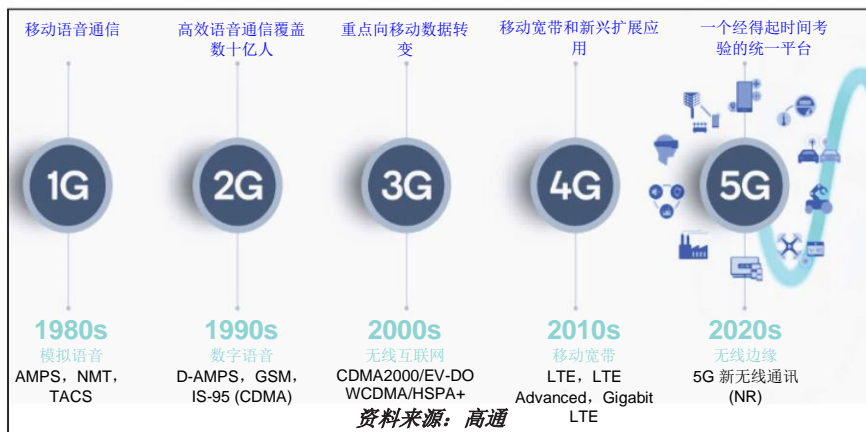 移动语音通信
高效语音通信覆盖
数十亿人
重点向移动数据转
变
移动宽带和新兴扩展应
用
一个经得起时间考
验的统一平台
1G
2G
3G
4G
5G
1980s
模拟语音
AMPS，NMT，
TACS
1990s
数字语音
D-AMPS，GSM，
IS-95 (CDMA)
2000s
无线互联网
CDMA2000/EV-DO
WCDMA/HSPA+
2010s
移动宽带
LTE，LTE
Advanced，Gigabit
LTE
2020s
无线边缘
5G 新无线通讯
(NR)
资料来源：高通